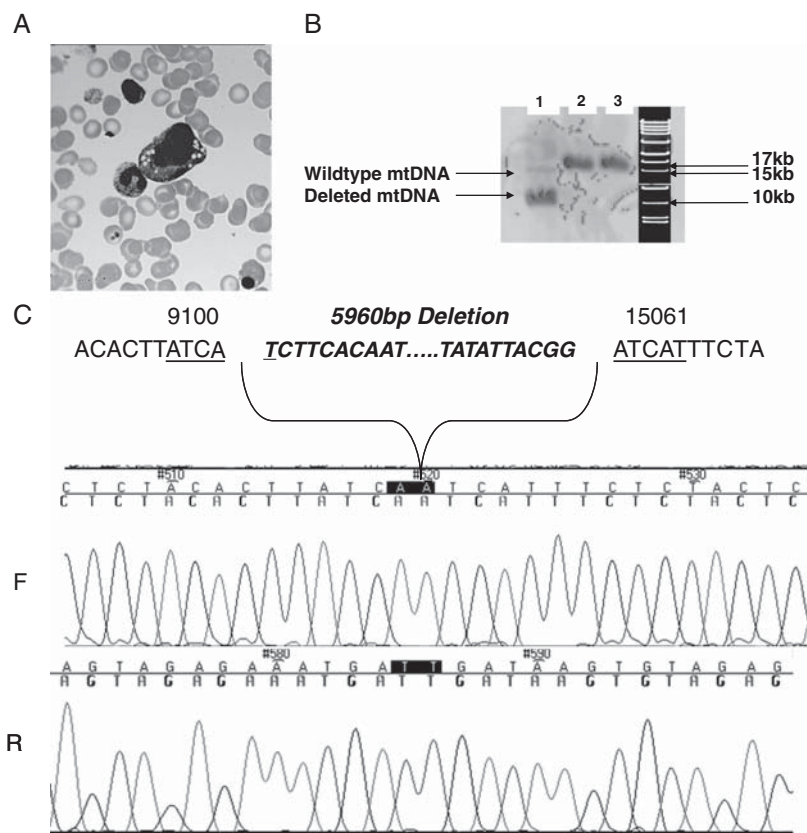 A
B
1 2 3
Wildtype mtDNA
Deleted mtDNA
17kb
15kb
10kb
C
9100 5960bp Deletion 15061
ACACTTATCA TCTTCACAAT.....TATATTACGG ATCATTTCTA
#510 #520 #530
C T C T A C A C T T A T C A A T C A T T T C T C T A C T C
C T C T A C A C T T A T C A A T C A T T T C T C T A C T C
F
#580 #590
A G T A G A G A A A T G A T T G A T A A G T G T A G A G
A G T A G A G A A A T G A T T G A T A A G T G T A G A G
R